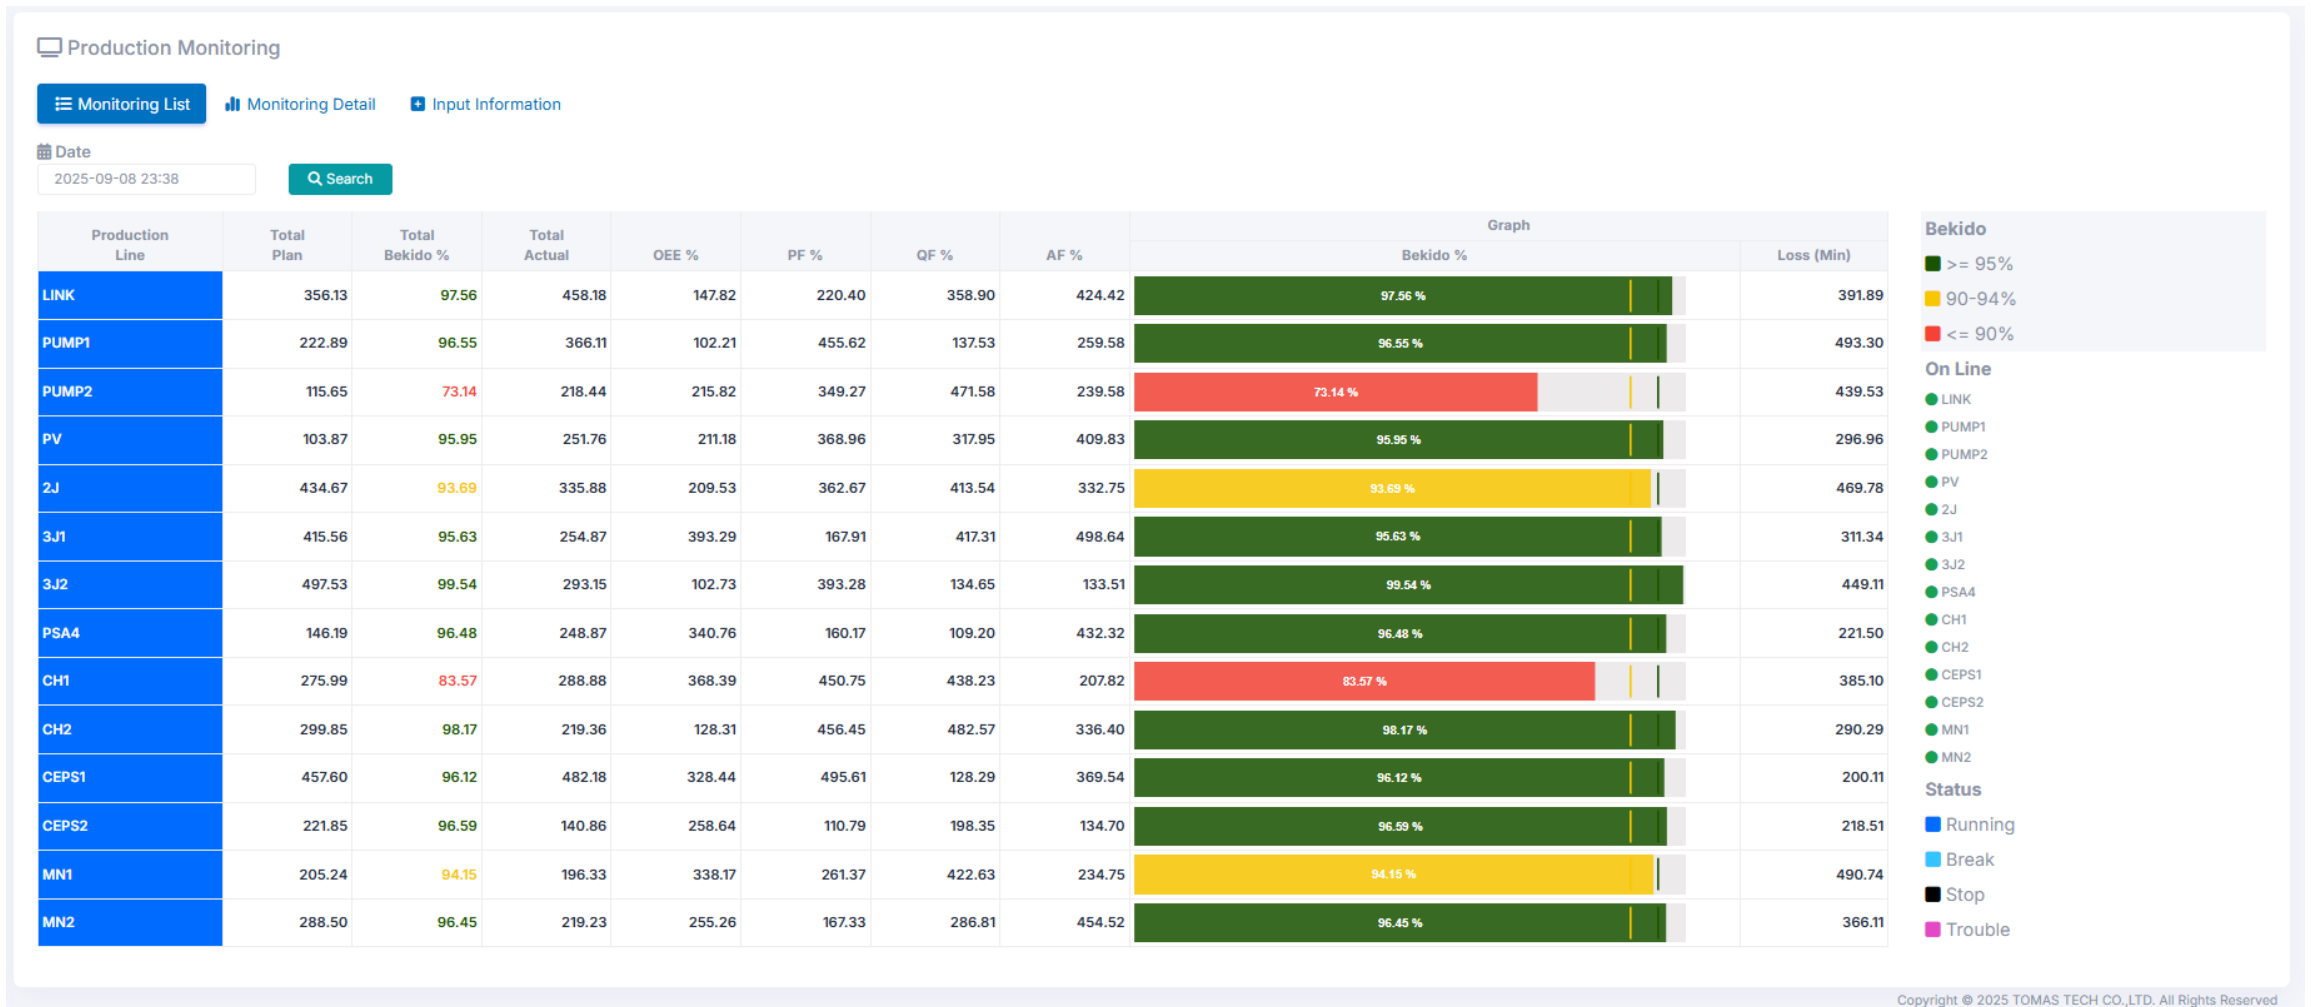 Production Monitoring
Monitoring List Monitoring Detail Input Information
Date
2025-09-08 23:38 Search
Production Line Total Plan Total Bekido % Total Actual OEE % PF % QF % AF % Graph
Bekido % Loss (Min)
LINK 356.13 97.56 458.18 147.82 220.40 358.90 424.42 97.56 % 391.89
PUMP1 222.89 96.55 366.11 102.21 455.62 137.53 259.58 96.55 % 493.30
PUMP2 115.65 73.14 218.44 215.82 349.27 471.58 239.58 73.14 % 439.53
PV 103.87 95.95 251.76 211.18 368.96 317.95 409.83 95.95 % 296.96
2J 434.67 93.69 335.88 209.53 362.67 413.54 332.75 93.69 % 469.78
3J1 415.56 95.63 254.87 393.29 167.91 417.31 498.64 95.63 % 311.34
3J2 497.53 99.54 293.15 102.73 393.28 134.65 133.51 99.54 % 449.11
PSA4 146.19 96.48 248.87 340.76 160.17 109.20 432.32 96.48 % 221.50
CH1 275.99 83.57 288.88 368.39 450.75 438.23 207.82 83.57 % 385.10
CH2 299.85 98.17 219.36 128.31 456.45 482.57 336.40 98.17 % 290.29
CEPS1 457.60 96.12 482.18 328.44 495.61 128.29 369.54 96.12 % 200.11
CEPS2 221.85 96.59 140.86 258.64 110.79 198.35 134.70 96.59 % 218.51
MN1 205.24 94.15 196.33 338.17 261.37 422.63 234.75 94.15 % 490.74
MN2 288.50 96.45 219.23 255.26 167.33 286.81 454.52 96.45 % 366.11
Bekido
>= 95%
90-94%
<= 90%
On Line
LINK
PUMP1
PUMP2
PV
2J
3J1
3J2
PSA4
CH1
CH2
CEPS1
CEPS2
MN1
MN2
Status
Running
Break
Stop
Trouble
Copyright © 2025 TOMAS TECH CO.,LTD. All Rights Reserved